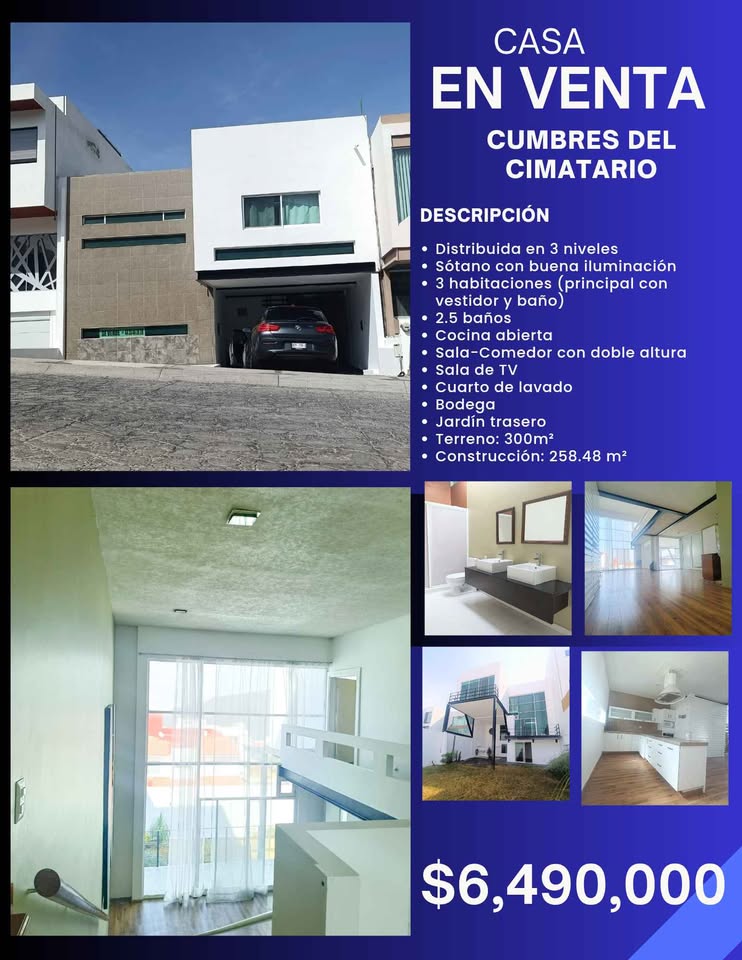 CASA
EN VENTA
CUMBRES DEL
CIMATARIO
DESCRIPCIÓN
• Distribuida en 3 niveles
• Sótano con buena iluminación
• 3 habitaciones (principal con
vestidor y baño)
• 2.5 baños
• Cocina abierta
• Sala-Comedor con doble altura
• Sala de TV
• Cuarto de lavado
• Bodega
• Jardín trasero
• Terreno: 300m²
• Construcción: 258.48 m²
$6,490,000